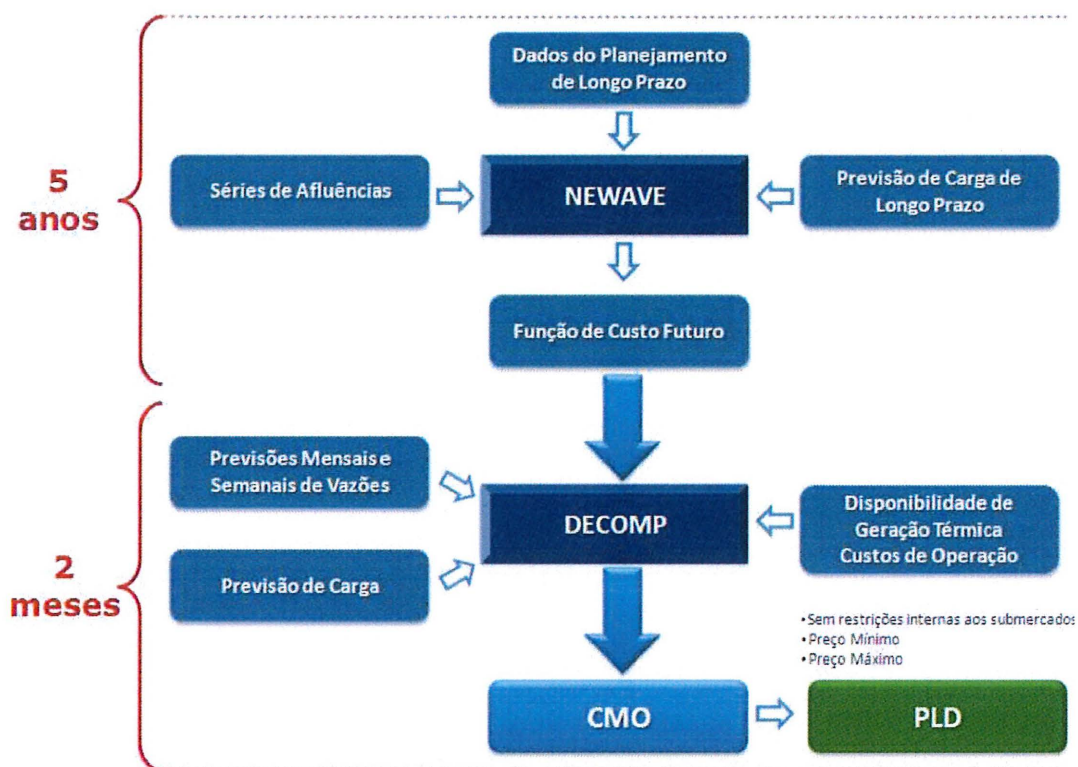 Dados do Planejamento
de Longo Prazo
5
anos
Séries de Afluências
NEWAVE
Previsão de Carga de
Longo Prazo
Função de Custo Futuro
2
meses
Previsões Mensais e
Semanais de Vazões
DECOMP
Disponibilidade de
Geração Térmica
Custos de Operação
Previsão de Carga
•Sem restrições internas aos submercados
•Preço Mínimo
•Preço Máximo
CMO
PLD